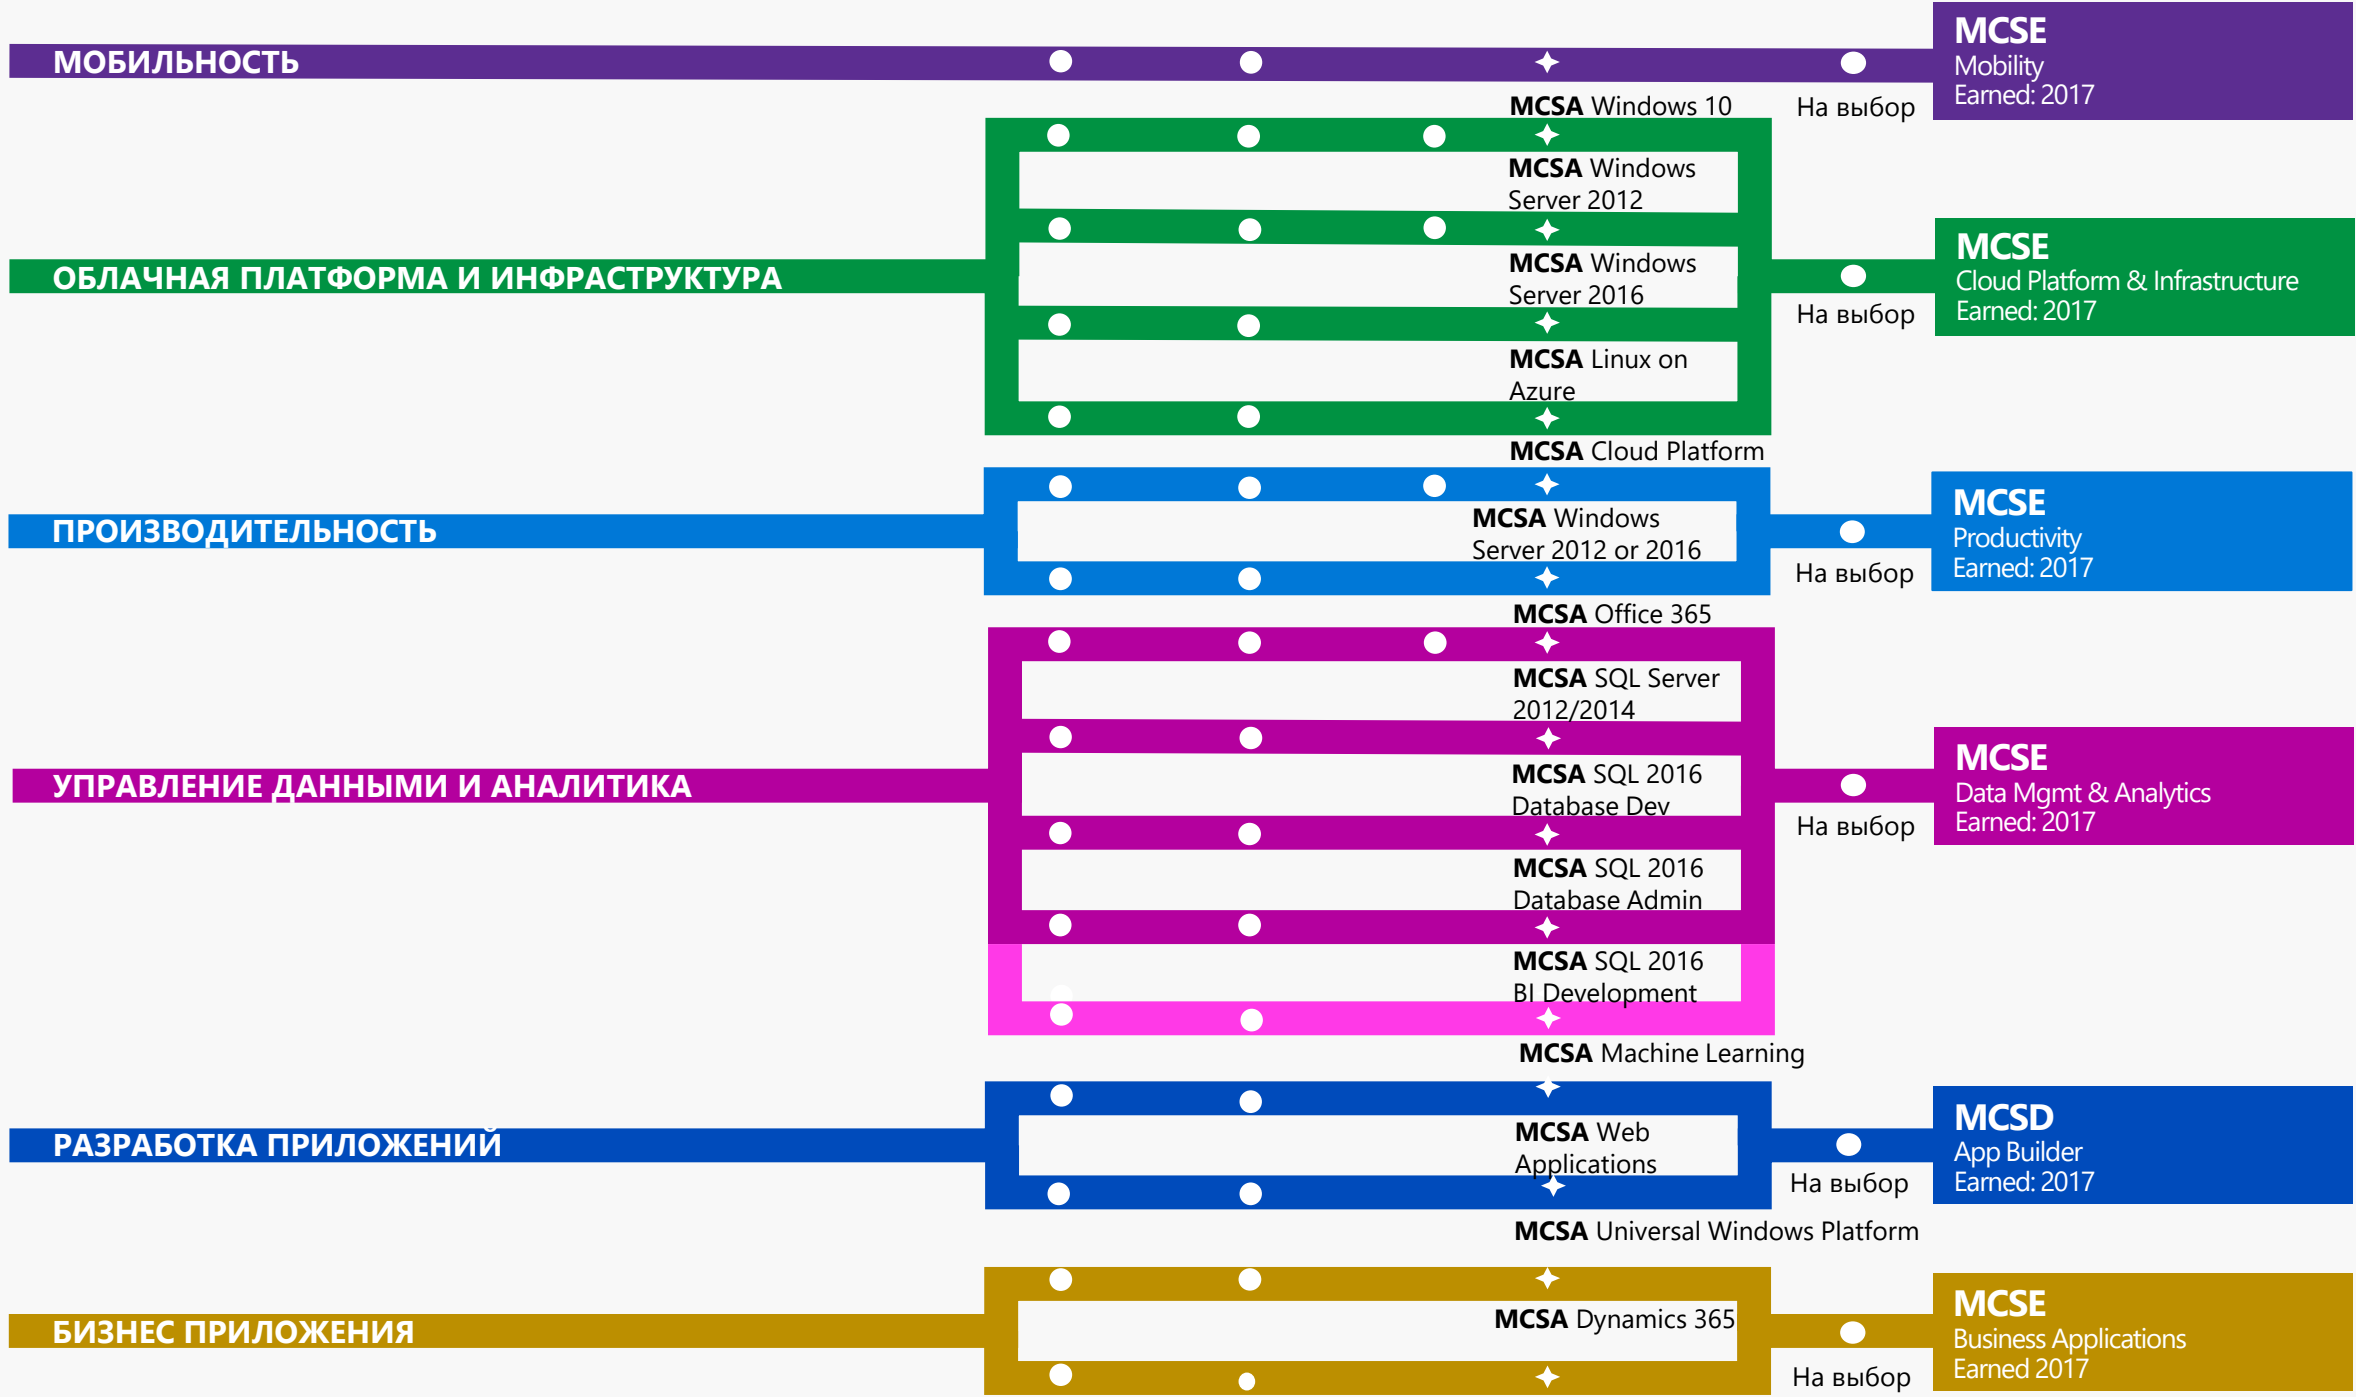 МОБИЛЬНОСТЬ
MCSA Windows 10
На выбор
MCSE
Mobility
Earned: 2017
ОБЛАЧНАЯ ПЛАТФОРМА И ИНФРАСТРУКТУРА
MCSA Windows
Server 2012
MCSA Windows
Server 2016
MCSA Linux on
Azure
MCSA Cloud Platform
На выбор
MCSE
Cloud Platform & Infrastructure
Earned: 2017
ПРОИЗВОДИТЕЛЬНОСТЬ
MCSA Windows
Server 2012 or 2016
MCSA Office 365
На выбор
MCSE
Productivity
Earned: 2017
УПРАВЛЕНИЕ ДАННЫМИ И АНАЛИТИКА
MCSA SQL Server
2012/2014
MCSA SQL 2016
Database Dev
MCSA SQL 2016
Database Admin
MCSA SQL 2016
BI Development
MCSA Machine Learning
На выбор
MCSE
Data Mgmt & Analytics
Earned: 2017
РАЗРАБОТКА ПРИЛОЖЕНИЙ
MCSA Web
Applications
MCSA Universal Windows Platform
На выбор
MCSD
App Builder
Earned: 2017
БИЗНЕС ПРИЛОЖЕНИЯ
MCSA Dynamics 365
На выбор
MCSE
Business Applications
Earned 2017